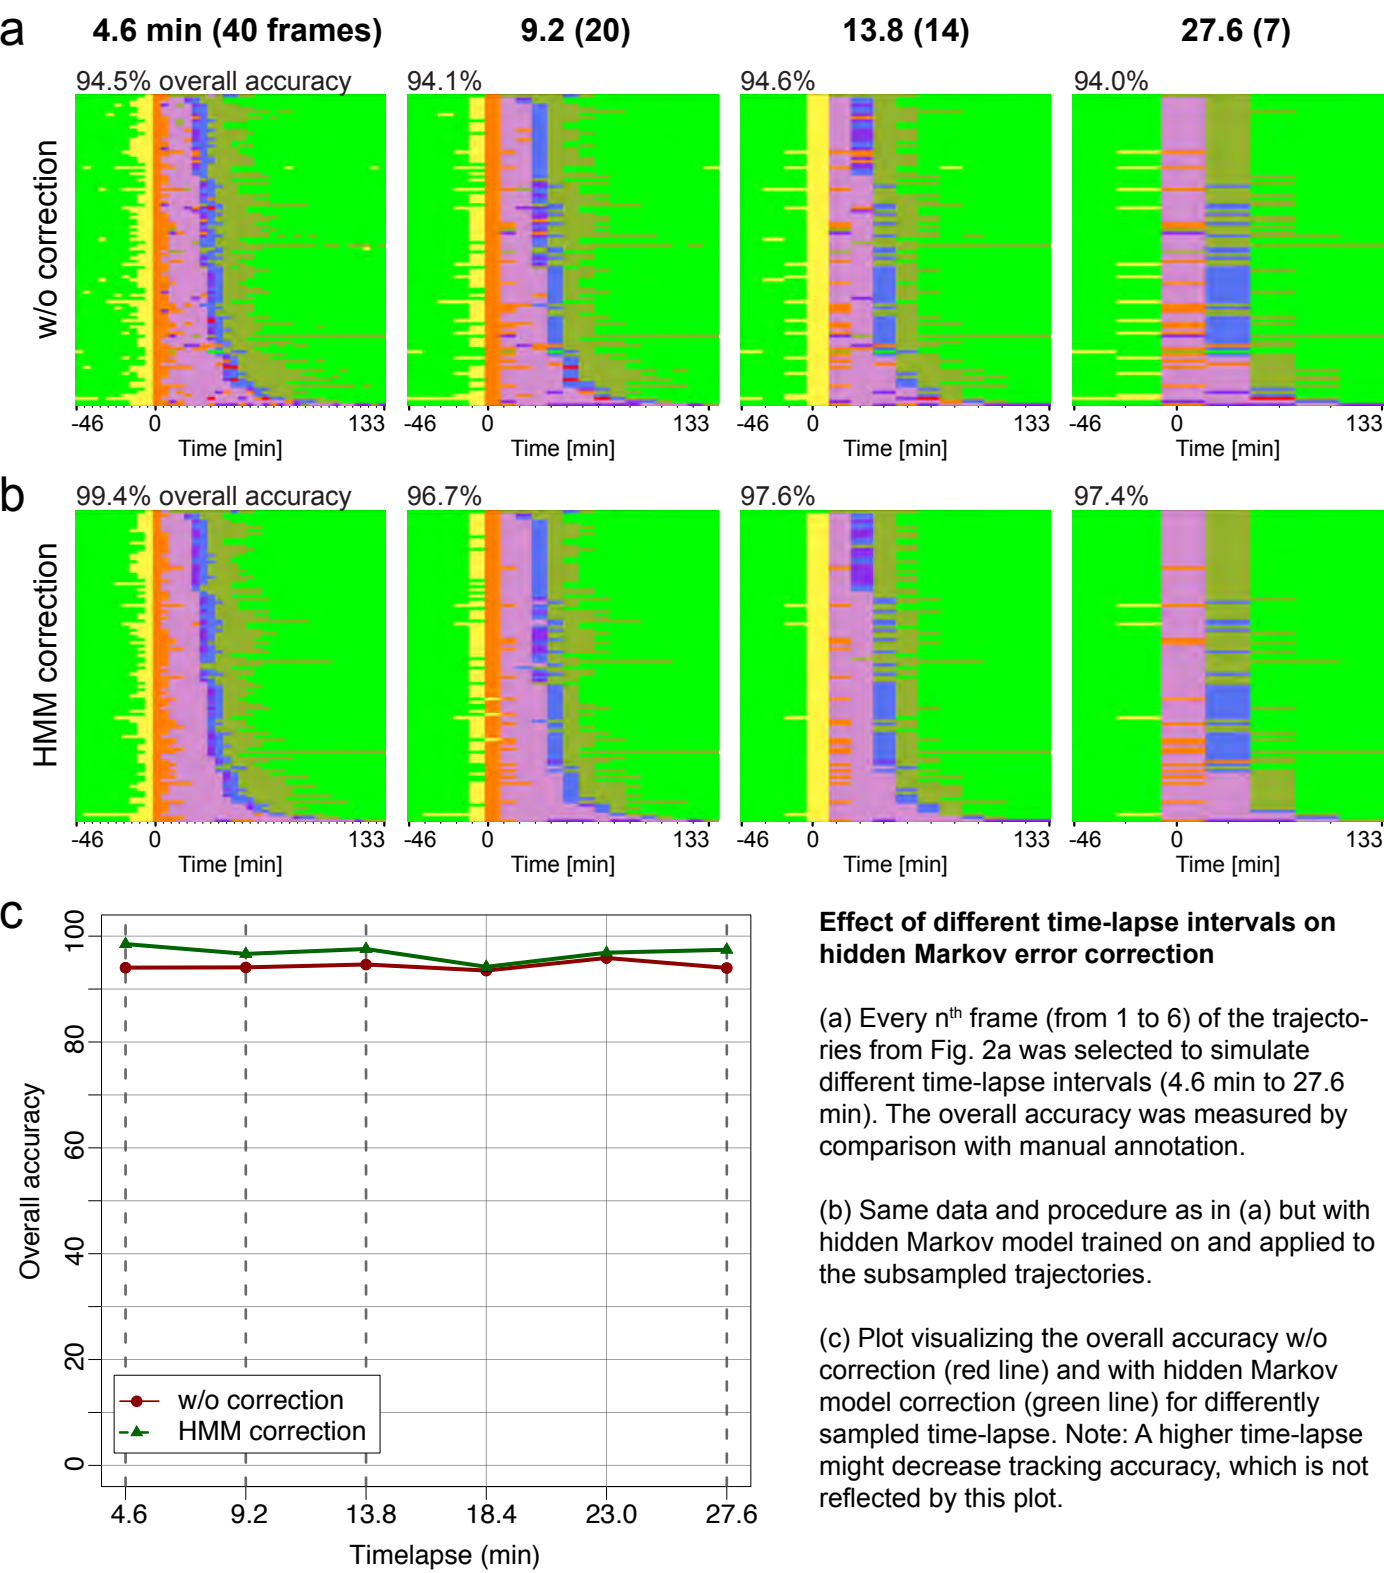 a
4.6 min (40 frames)
9.2 (20)
13.8 (14)
27.6 (7)
94.5% overall accuracy
94.1%
94.6%
94.0%
w/o correction
-46 0 133
-46 0 133
-46 0 133
-46 0 133
Time [min]
Time [min]
Time [min]
Time [min]
b
99.4% overall accuracy
96.7%
97.6%
97.4%
HMM correction
-46 0 133
-46 0 133
-46 0 133
-46 0 133
Time [min]
Time [min]
Time [min]
Time [min]
c
Overall accuracy
100
80
60
40
20
0
w/o correction
HMM correction
4.6 9.2 13.8 18.4 23.0 27.6
Timelapse (min)
Effect of different time-lapse intervals on
hidden Markov error correction
(a) Every nth frame (from 1 to 6) of the trajecto-
ries from Fig. 2a was selected to simulate
different time-lapse intervals (4.6 min to 27.6
min). The overall accuracy was measured by
comparison with manual annotation.
(b) Same data and procedure as in (a) but with
hidden Markov model trained on and applied to
the subsampled trajectories.
(c) Plot visualizing the overall accuracy w/o
correction (red line) and with hidden Markov
model correction (green line) for differently
sampled time-lapse. Note: A higher time-lapse
might decrease tracking accuracy, which is not
reflected by this plot.